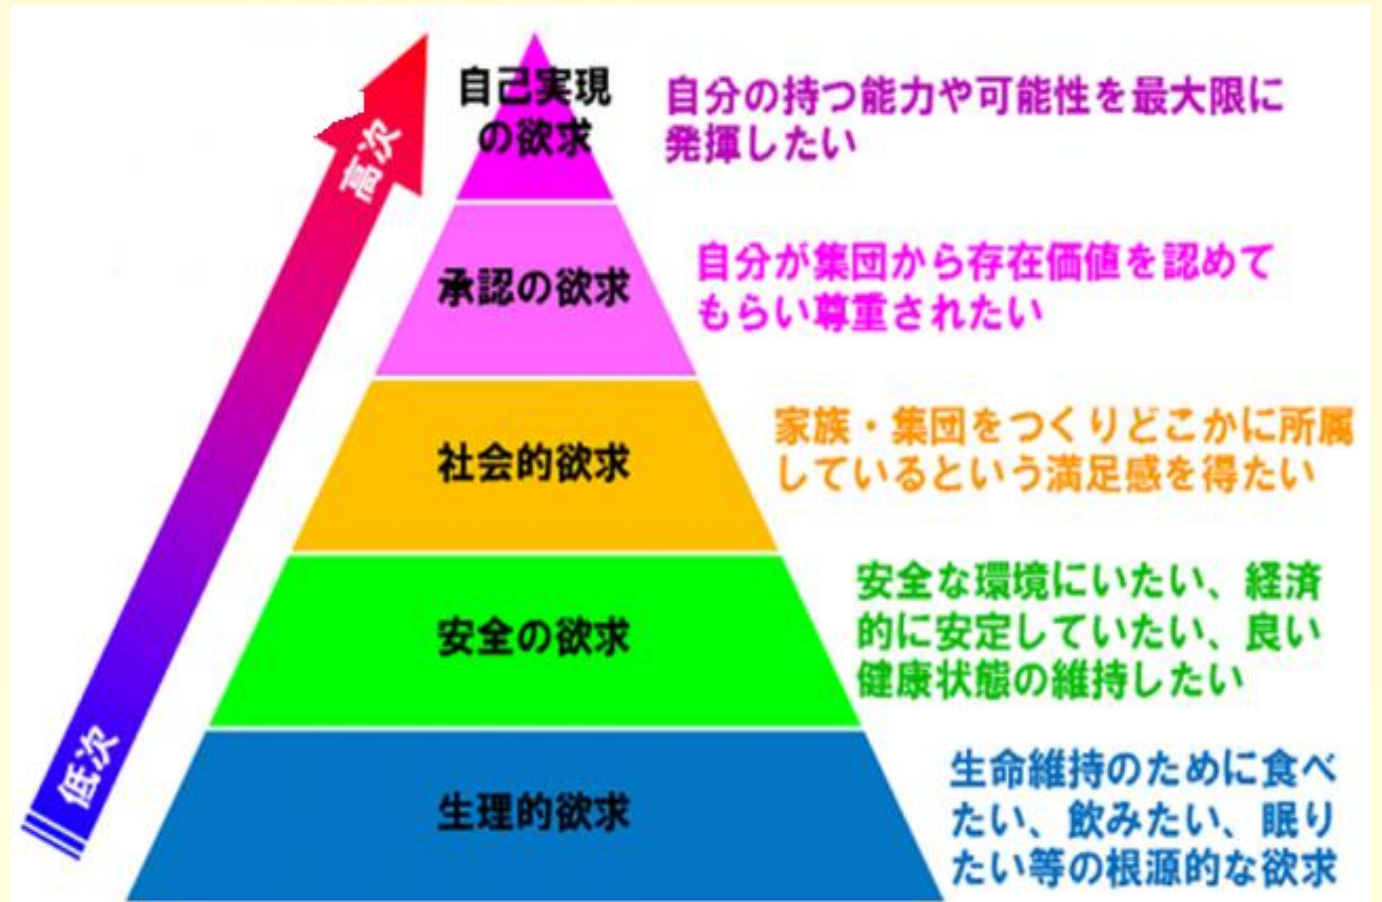 高次
低次
自己実現
の欲求
自分の持つ能力や可能性を最大限に
発揮したい
承認の欲求
自分が集団から存在価値を認めて
もらい尊重されたい
社会的欲求
家族・集団をつくりどこかに所属
しているという満足感を得たい
安全の欲求
安全な環境にいたい、経済
的に安定していたい、良い
健康状態の維持したい
生理的欲求
生命維持のために食べ
たい、飲みたい、眠り
たい等の根源的な欲求